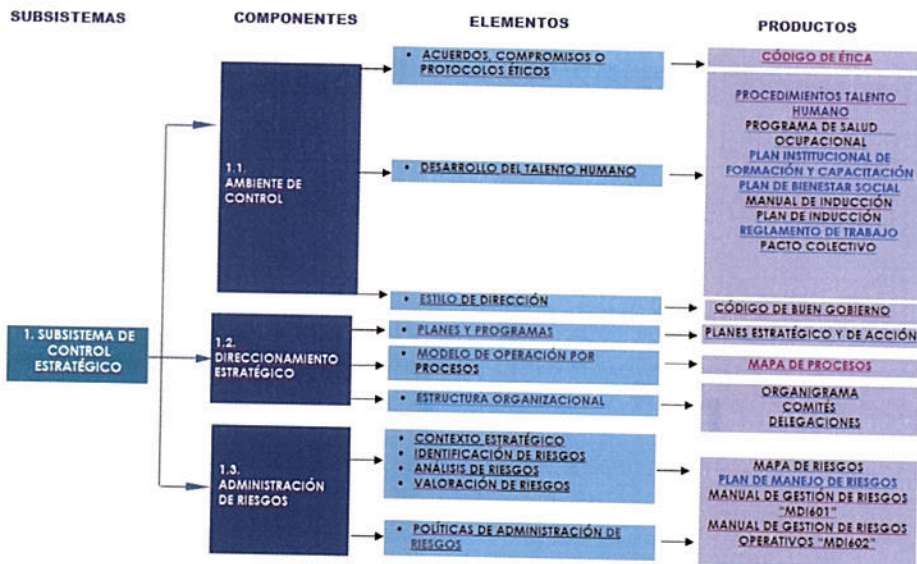 SUBSISTEMAS
COMPONENTES
ELEMENTOS
PRODUCTOS
1. SUBSISTEMA DE
CONTROL
ESTRATÉGICO
1.1.
AMBIENTE DE
CONTROL
• ACUERDOS, COMPROMISOS O
PROTOCOLOS ÉTICOS
CÓDIGO DE ÉTICA
• DESARROLLO DEL TALENTO HUMANO
PROCEDIMIENTOS TALENTO
HUMANO
PROGRAMA DE SALUD
OCUPACIONAL
PLAN INSTITUCIONAL DE
FORMACIÓN Y CAPACITACIÓN
PLAN DE BIENESTAR SOCIAL
MANUAL DE INDUCCIÓN
PLAN DE INDUCCIÓN
REGLAMENTO DE TRABAJO
PACTO COLECTIVO
• ESTILO DE DIRECCIÓN
CÓDIGO DE BUEN GOBIERNO
1.2.
DIRECCIONAMIENTO
ESTRATÉGICO
• PLANES Y PROGRAMAS
PLANES ESTRATÉGICO Y DE ACCIÓN
• MODELO DE OPERACIÓN POR
PROCESOS
MAPA DE PROCESOS
• ESTRUCTURA ORGANIZACIONAL
ORGANIGRAMA
COMITÉS
DELEGACIONES
1.3.
ADMINISTRACIÓN
DE RIESGOS
• CONTEXTO ESTRATÉGICO
• IDENTIFICACIÓN DE RIESGOS
• ANÁLISIS DE RIESGOS
• VALORACIÓN DE RIESGOS
• POLÍTICAS DE ADMINISTRACIÓN DE
RIESGOS
MAPA DE RIESGOS
PLAN DE MANEJO DE RIESGOS
MANUAL DE GESTIÓN DE RIESGOS
"MDI601"
MANUAL DE GESTION DE RIESGOS
OPERATIVOS "MDI602"